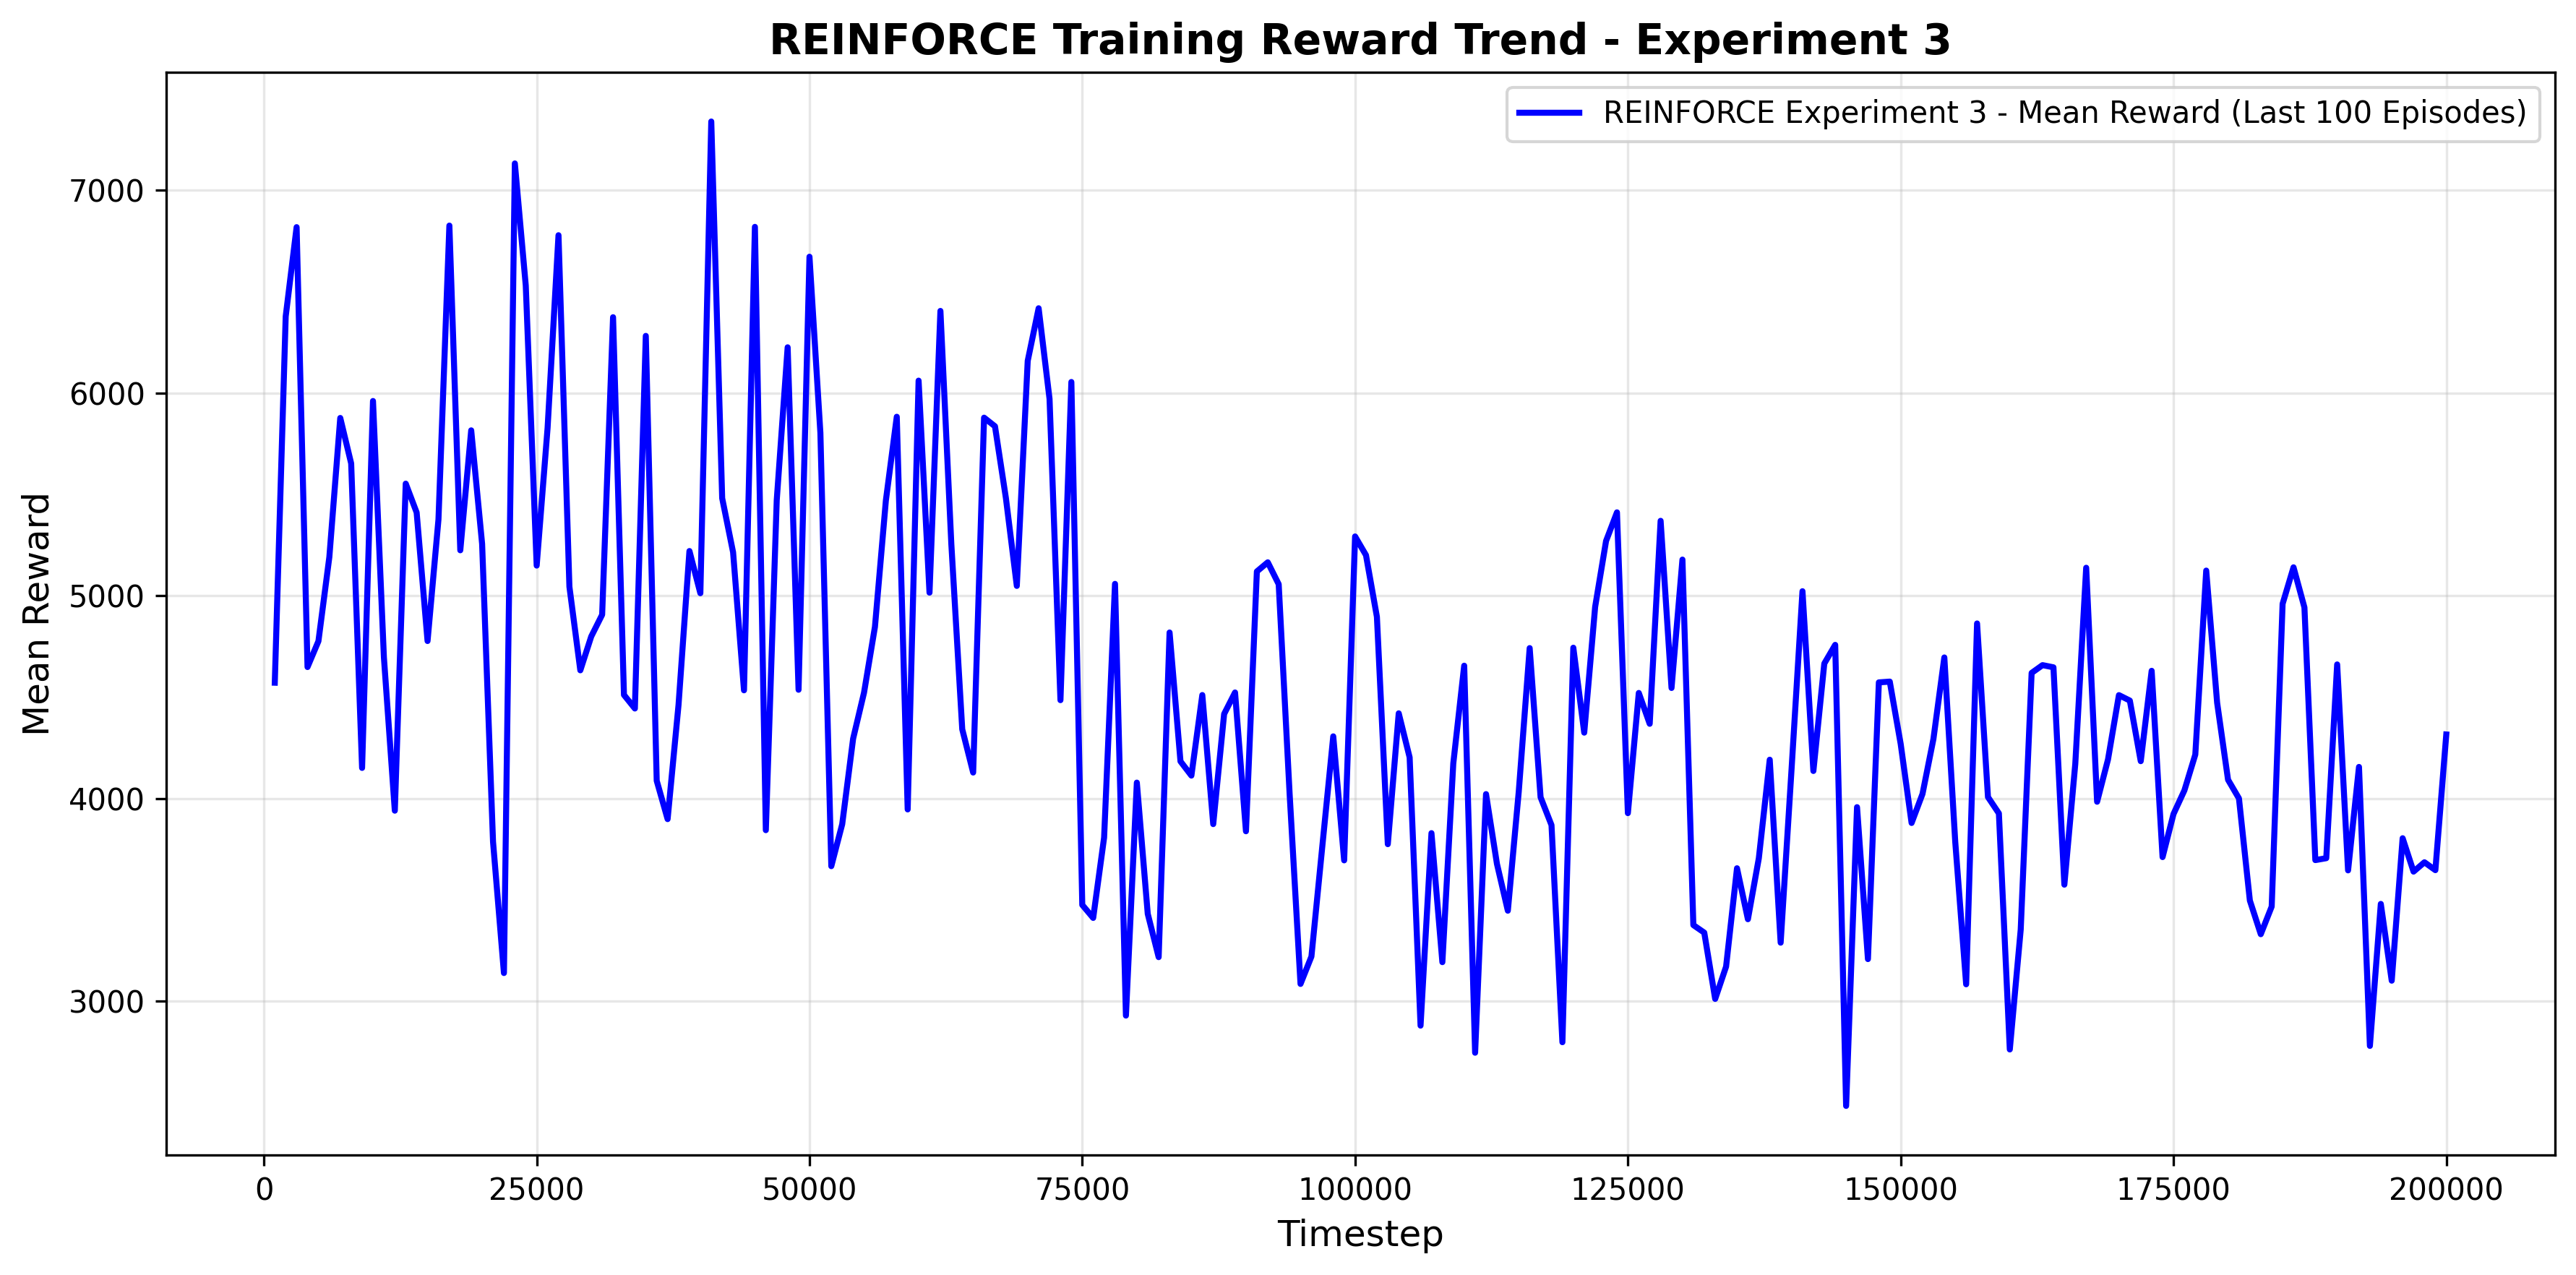 REINFORCE Training Reward Trend - Experiment 3
REINFORCE Experiment 3 - Mean Reward (Last 100 Episodes)
Mean Reward
7000
6000
5000
4000
3000
0 25000 50000 75000 100000 125000 150000 175000 200000
Timestep